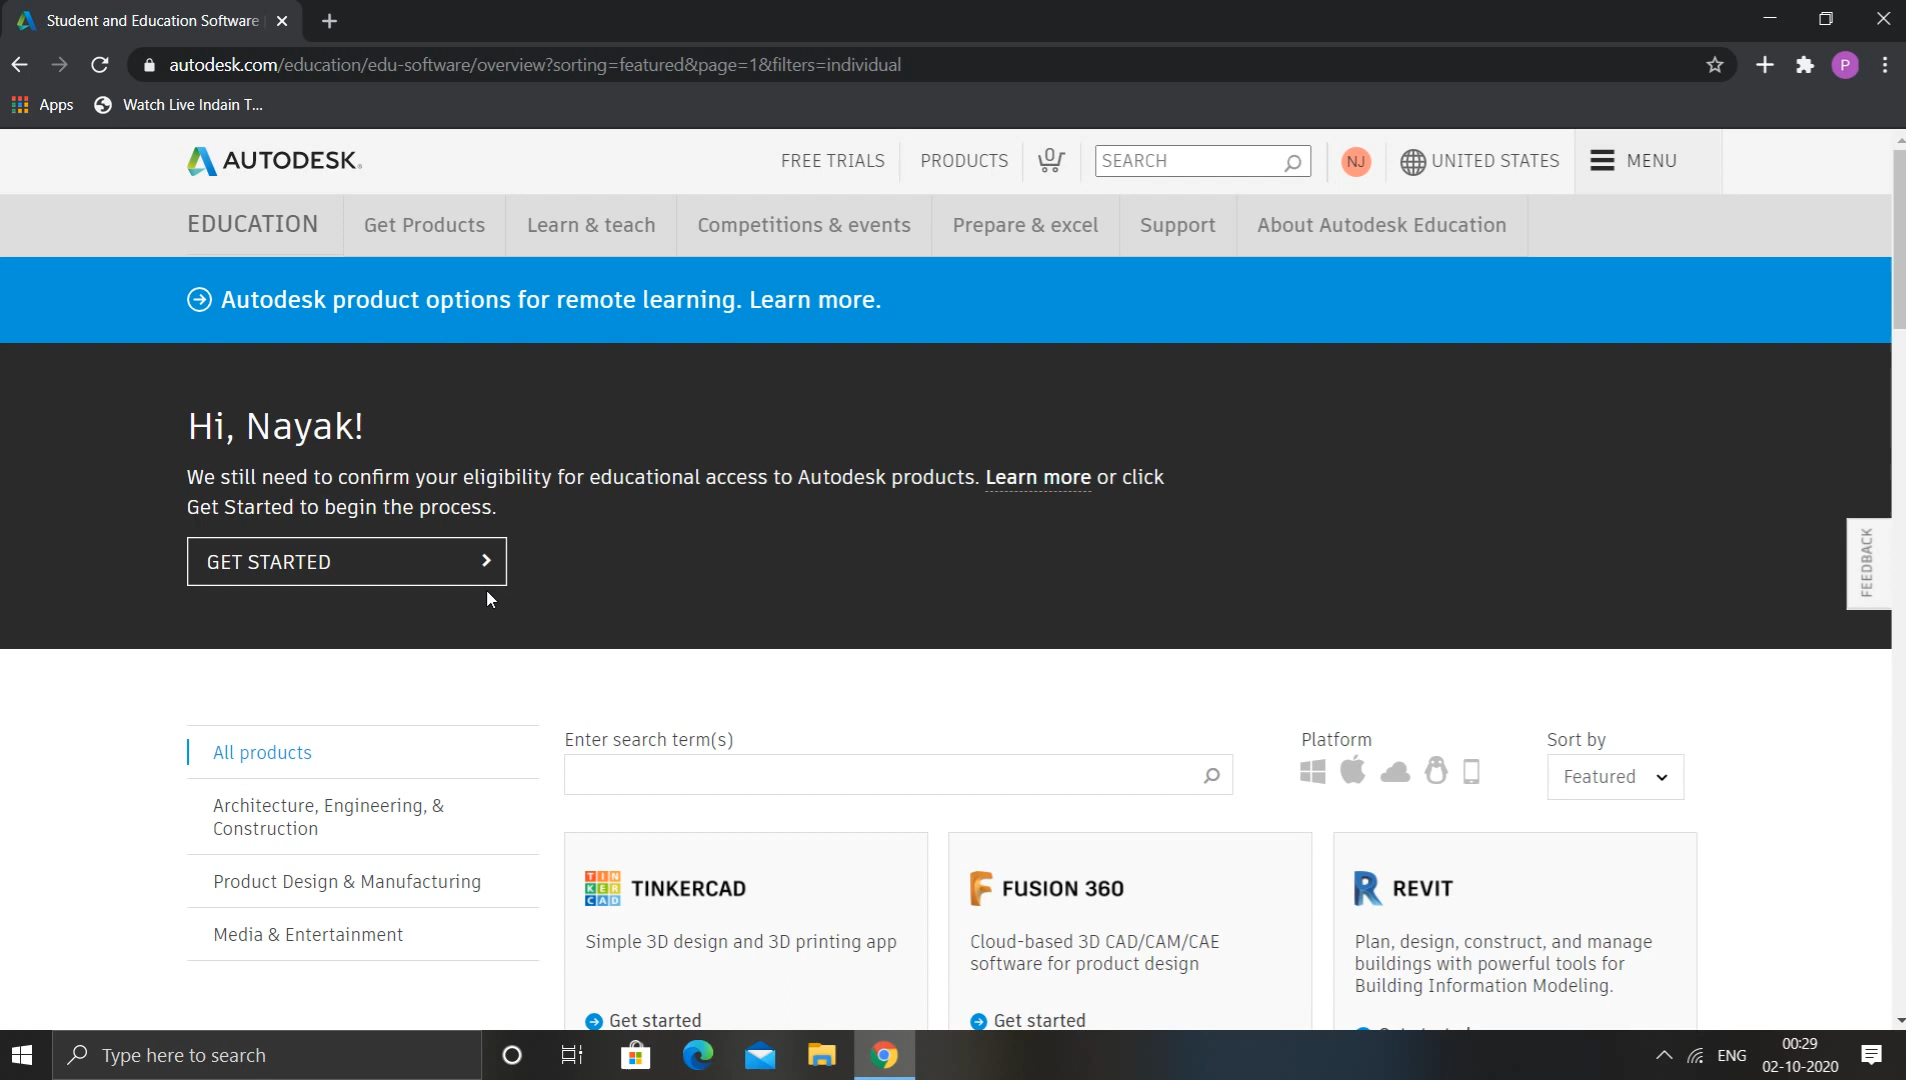 Student and Education Software
autodesk.com/education/edu-software/overview?sorting=featured&page=1&filters=individual
P
Apps
Watch Live Indain T...
AUTODESK.
FREE TRIALS
PRODUCTS
0
SEARCH
NJ
UNITED STATES
MENU
EDUCATION
Get Products
Learn & teach
Competitions & events
Prepare & excel
Support
About Autodesk Education
Autodesk product options for remote learning. Learn more.
Hi, Nayak!
We still need to confirm your eligibility for educational access to Autodesk products. Learn more or click
Get Started to begin the process.
GET STARTED
FEEDBACK
All products
Architecture, Engineering, &
Construction
Product Design & Manufacturing
Media & Entertainment
Enter search term(s)
Platform
Sort by
Featured
TIN
KER
CAD
TINKERCAD
Simple 3D design and 3D printing app
Get started
FUSION 360
Cloud-based 3D CAD/CAM/CAE
software for product design
Get started
R REVIT
Plan, design, construct, and manage
buildings with powerful tools for
Building Information Modeling.
Type here to search
ENG
00:29
02-10-2020